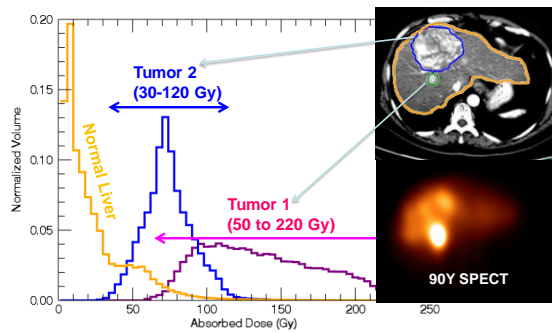 0.20
0.15
0.10
0.05
0.00
Normalized Volume
0
50
100
150
200
250
Absorbed Dose (Gy)
Normal Liver
Tumor 2
(30-120 Gy)
Tumor 1
(50 to 220 Gy)
90Y SPECT